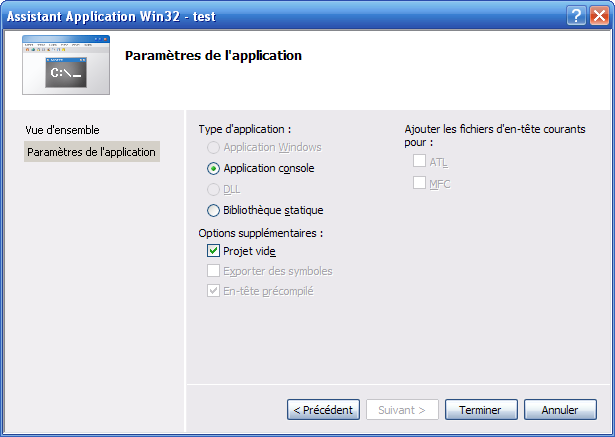 Assistant Application Win32 - test
C:\_
Paramètres de l'application
Vue d'ensemble
Paramètres de l'application
Type d'application :
Application Windows
Application console
DLL
Bibliothèque statique
Options supplémentaires :
Projet vide
Exporter des symboles
En-tête précompilé
Ajouter les fichiers d'en-tête courants
pour :
ATL
MFC
< Précédent
Suivant >
Terminer
Annuler